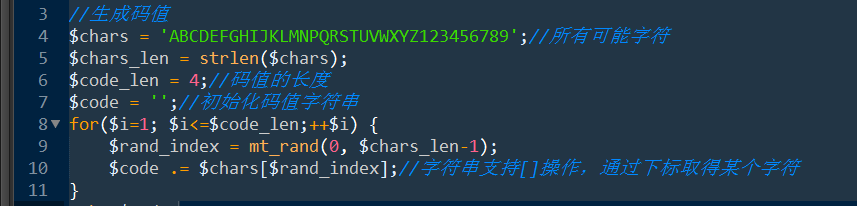 3 //生成码值
4 $chars = 'ABCDEFGHIJKLMNPQRSTUVWXYZ123456789';//所有可能字符
5 $chars_len = strlen($chars);
6 $code_len = 4;//码值的长度
7 $code = '';//初始化码值字符串
8 for($i=1; $i<=$code_len;++$i) {
9 $rand_index = mt_rand(0, $chars_len-1);
10 $code .= $chars[$rand_index];//字符串支持[]操作，通过下标取得某个字符
11 }